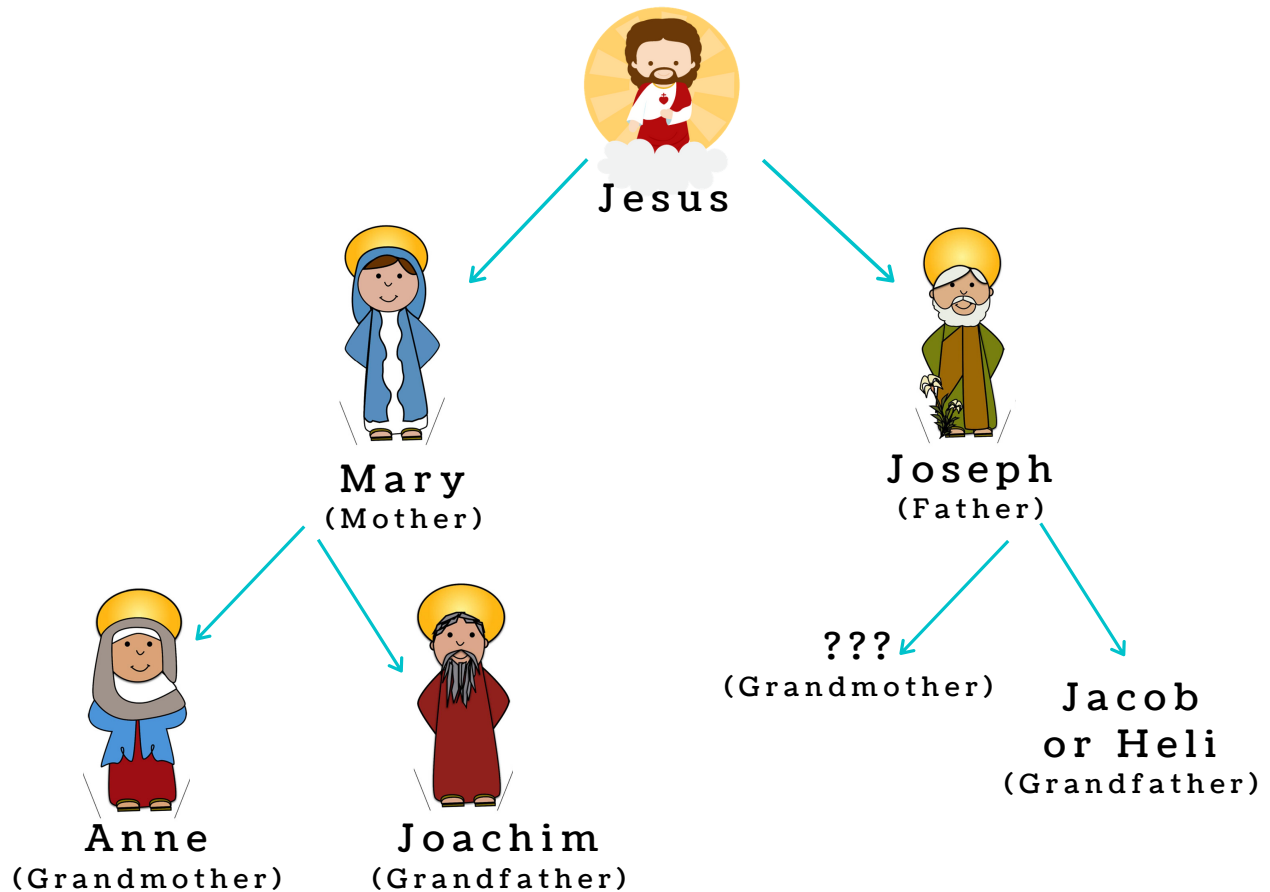 Jesus
Mary
(Mother)
Joseph
(Father)
Anne
(Grandmother)
Joachim
(Grandfather)
???
(Grandmother)
Jacob
or Heli
(Grandfather)